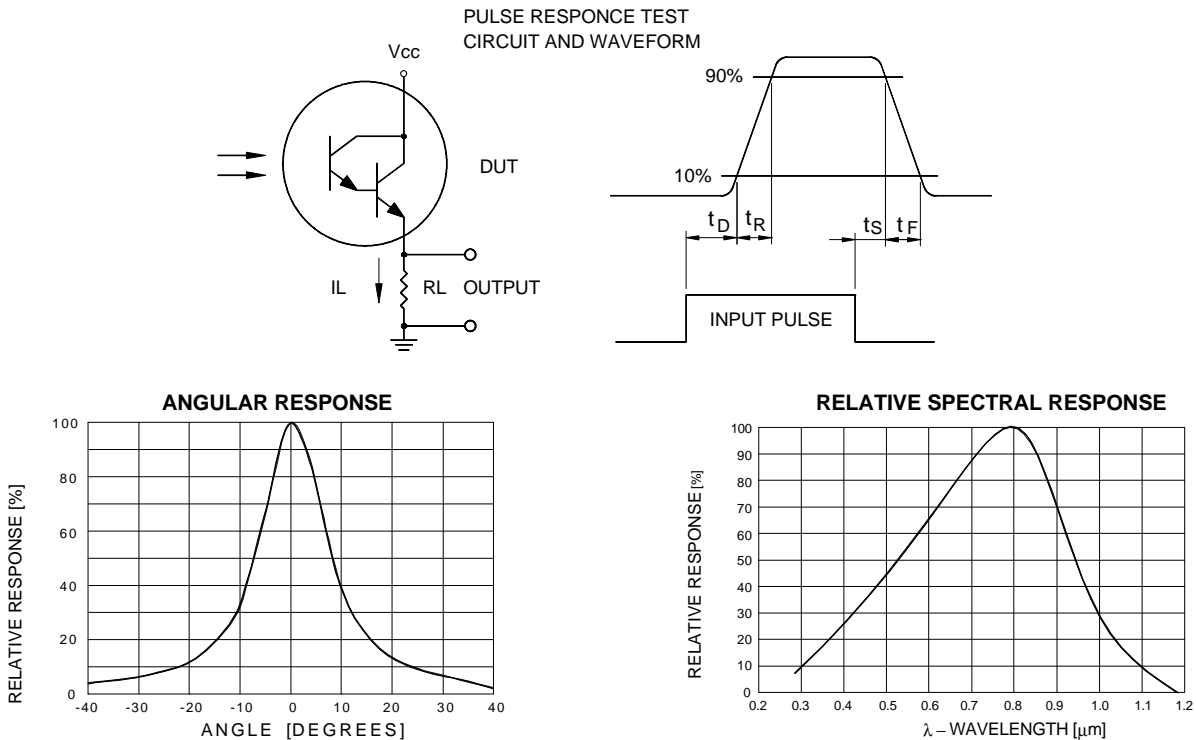 PULSE RESPONCE TEST
CIRCUIT AND WAVEFORM
Vcc
DUT
IL
RL
OUTPUT
90%
10%
tD
tR
tS
tF
INPUT PULSE
ANGULAR RESPONSE
RELATIVE RESPONSE [%]
100
80
60
40
20
0
-40 -30 -20 -10 0 10 20 30 40
ANGLE [DEGREES]
RELATIVE SPECTRAL RESPONSE
RELATIVE RESPONSE [%]
100
90
80
70
60
50
40
30
20
10
0
0.2 0.3 0.4 0.5 0.6 0.7 0.8 0.9 1.0 1.1 1.2
λ – WAVELENGTH [µm]